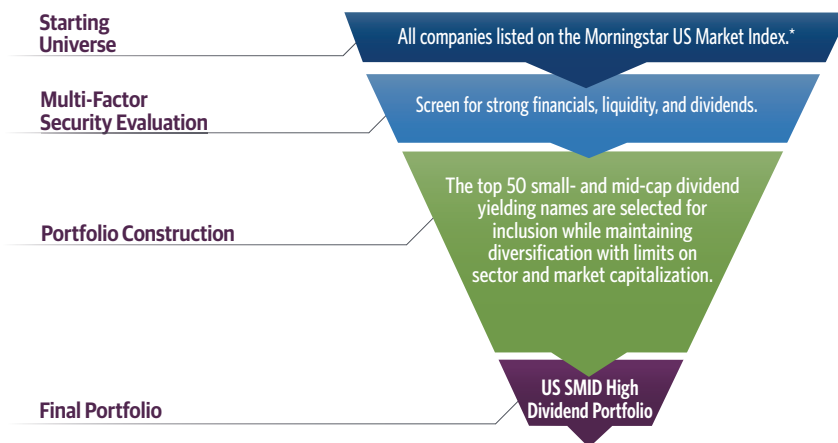 Starting
Universe
All companies listed on the Morningstar US Market Index.*
Multi-Factor
Security Evaluation
Screen for strong financials, liquidity, and dividends.
Portfolio Construction
The top 50 small- and mid-cap dividend
yielding names are selected for
inclusion while maintaining
diversification with limits on
sector and market capitalization.
Final Portfolio
US SMID High
Dividend Portfolio